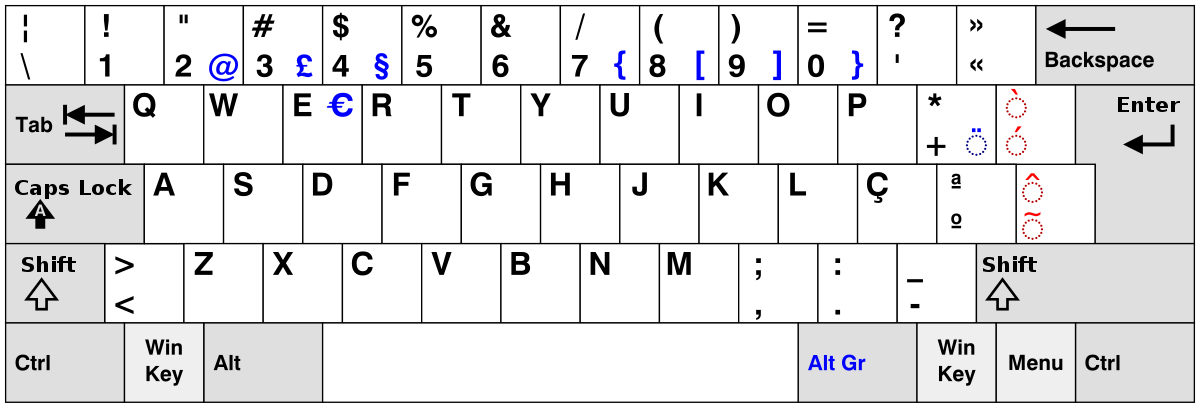 ¦ ! " # $ % & / ( ) = ? »
\ 1 2 @ 3 £ 4 § 5 6 7 { 8 [ 9 ] 0 } ' « Backspace
Tab Q W E € R T Y U I O P * ` Enter
+ ¨ ´
Caps Lock A S D F G H J K L Ç ª ^
A º ~
Shift > Z X C V B N M ; : _ Shift
< , . -
Ctrl Win Key Alt Alt Gr Win Key Menu Ctrl